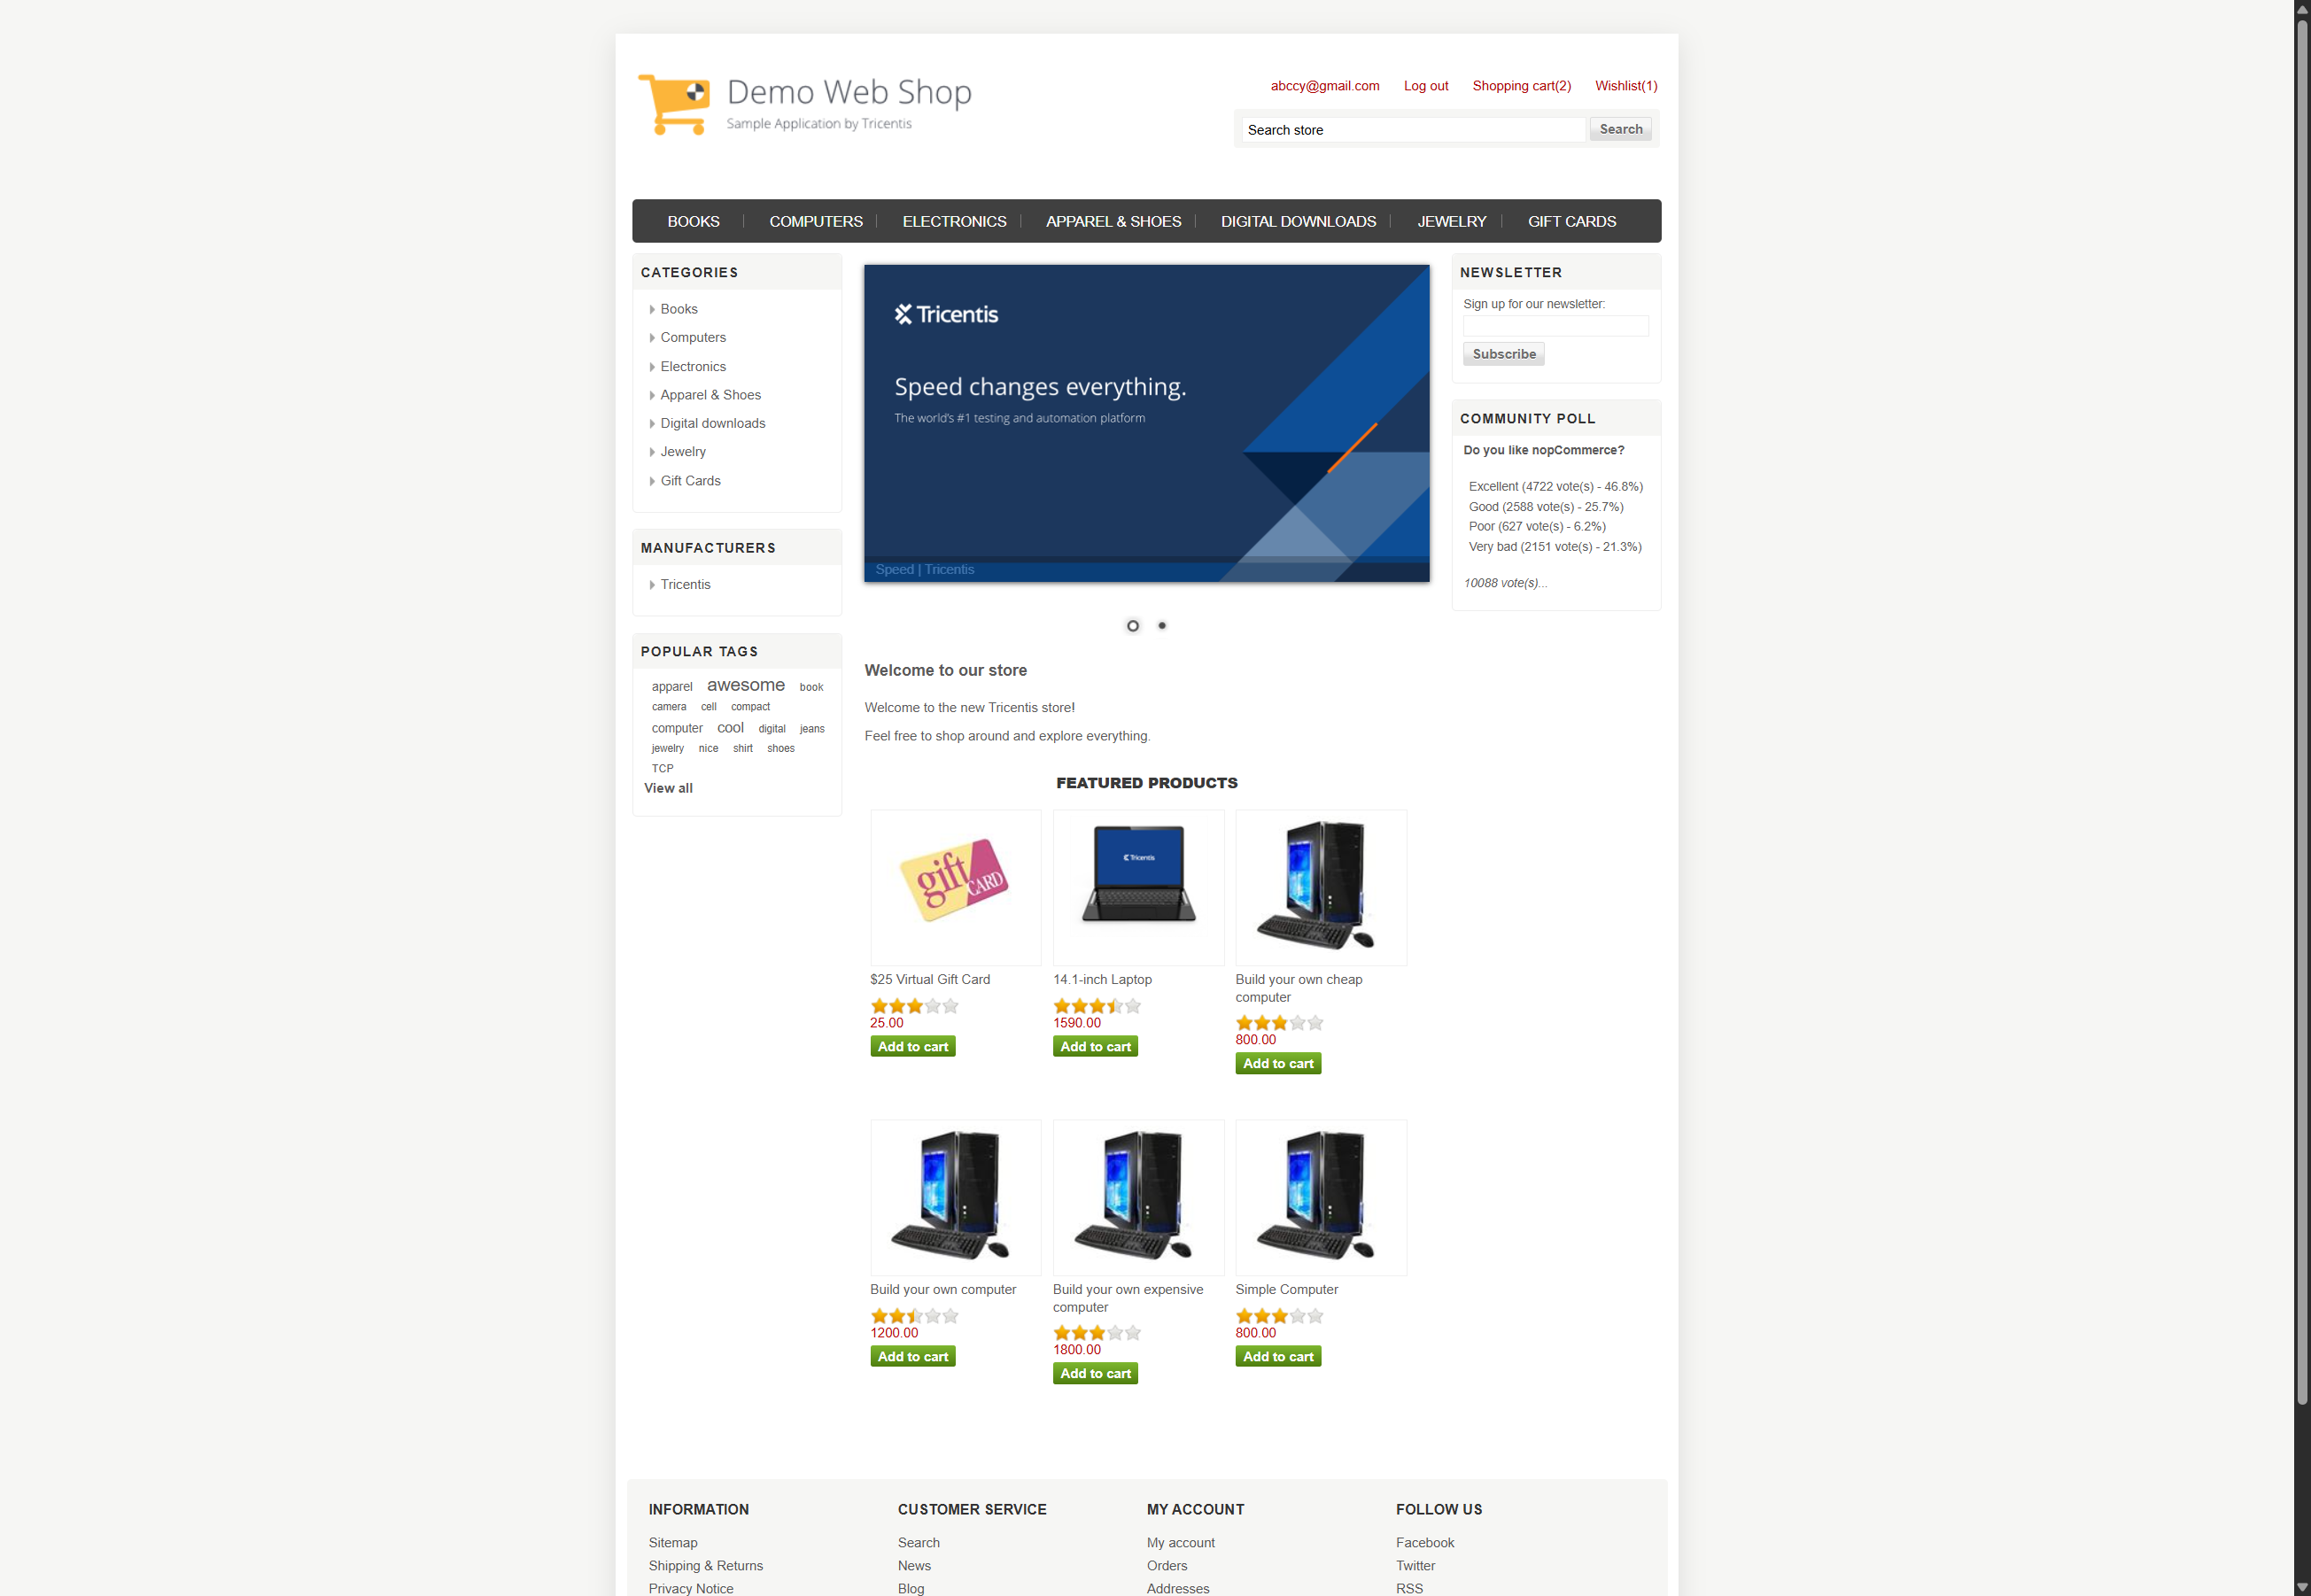 Demo Web Shop
Sample Application by Tricentis
abccy@gmail.com Log out Shopping cart(2) Wishlist(1)
Search store Search
BOOKS COMPUTERS ELECTRONICS APPAREL & SHOES DIGITAL DOWNLOADS JEWELRY GIFT CARDS
CATEGORIES
Books
Computers
Electronics
Apparel & Shoes
Digital downloads
Jewelry
Gift Cards
MANUFACTURERS
Tricentis
POPULAR TAGS
apparel awesome book
camera cell compact
computer cool digital jeans
jewelry nice shirt shoes
TCP
View all
Tricentis
Speed changes everything.
The world's #1 testing and automation platform
Speed | Tricentis
Welcome to our store
Welcome to the new Tricentis store!
Feel free to shop around and explore everything.
FEATURED PRODUCTS
gift CARD
$25 Virtual Gift Card
25.00
Add to cart
Tricentis
14.1-inch Laptop
1590.00
Add to cart
Build your own cheap
computer
800.00
Add to cart
Build your own computer
1200.00
Add to cart
Build your own expensive
computer
1800.00
Add to cart
Simple Computer
800.00
Add to cart
NEWSLETTER
Sign up for our newsletter:
Subscribe
COMMUNITY POLL
Do you like nopCommerce?
Excellent (4722 vote(s) - 46.8%)
Good (2588 vote(s) - 25.7%)
Poor (627 vote(s) - 6.2%)
Very bad (2151 vote(s) - 21.3%)
10088 vote(s)...
INFORMATION
Sitemap
Shipping & Returns
Privacy Notice
CUSTOMER SERVICE
Search
News
Blog
MY ACCOUNT
My account
Orders
Addresses
FOLLOW US
Facebook
Twitter
RSS